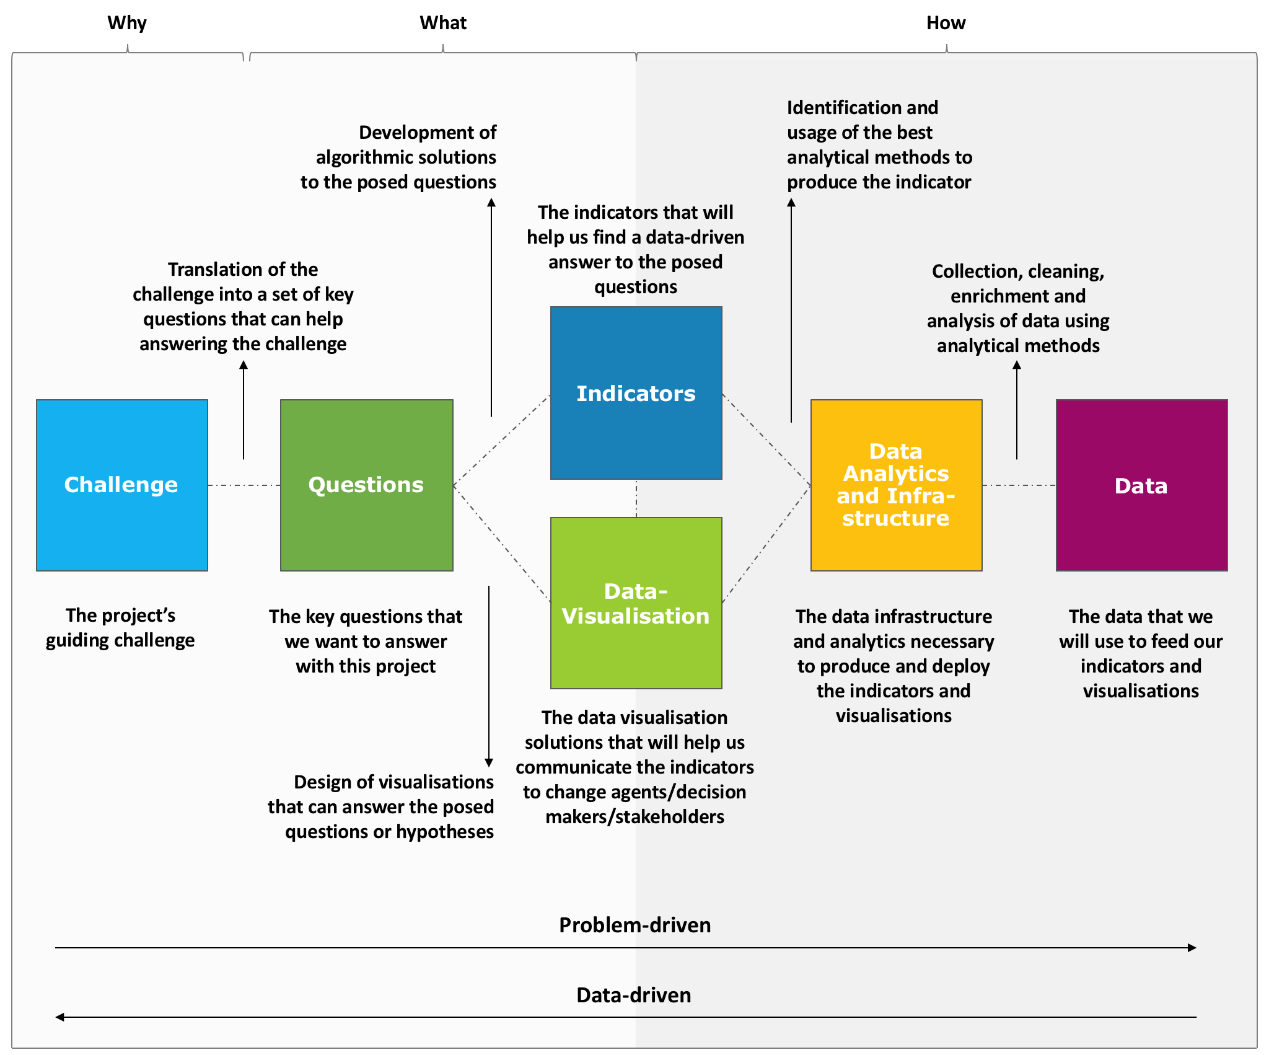 Why
What
How
Development of
algorithmic solutions
to the posed questions
Identification and
usage of the best
analytical methods to
produce the indicator
The indicators that will
help us find a data-driven
answer to the posed
questions
Translation of the
challenge into a set of key
questions that can help
answering the challenge
Collection, cleaning,
enrichment and
analysis of data using
analytical methods
Challenge
Questions
Indicators
Data-
Visualisation
Data
Analytics
and Infra-
structure
Data
The project’s
guiding challenge
The key questions that
we want to answer
with this project
The data infrastructure
and analytics necessary
to produce and deploy
the indicators and
visualisations
The data that we
will use to feed our
indicators and
visualisations
The data visualisation
solutions that will help us
communicate the indicators
to change agents/decision
makers/stakeholders
Design of visualisations
that can answer the posed
questions or hypotheses
Problem-driven
Data-driven